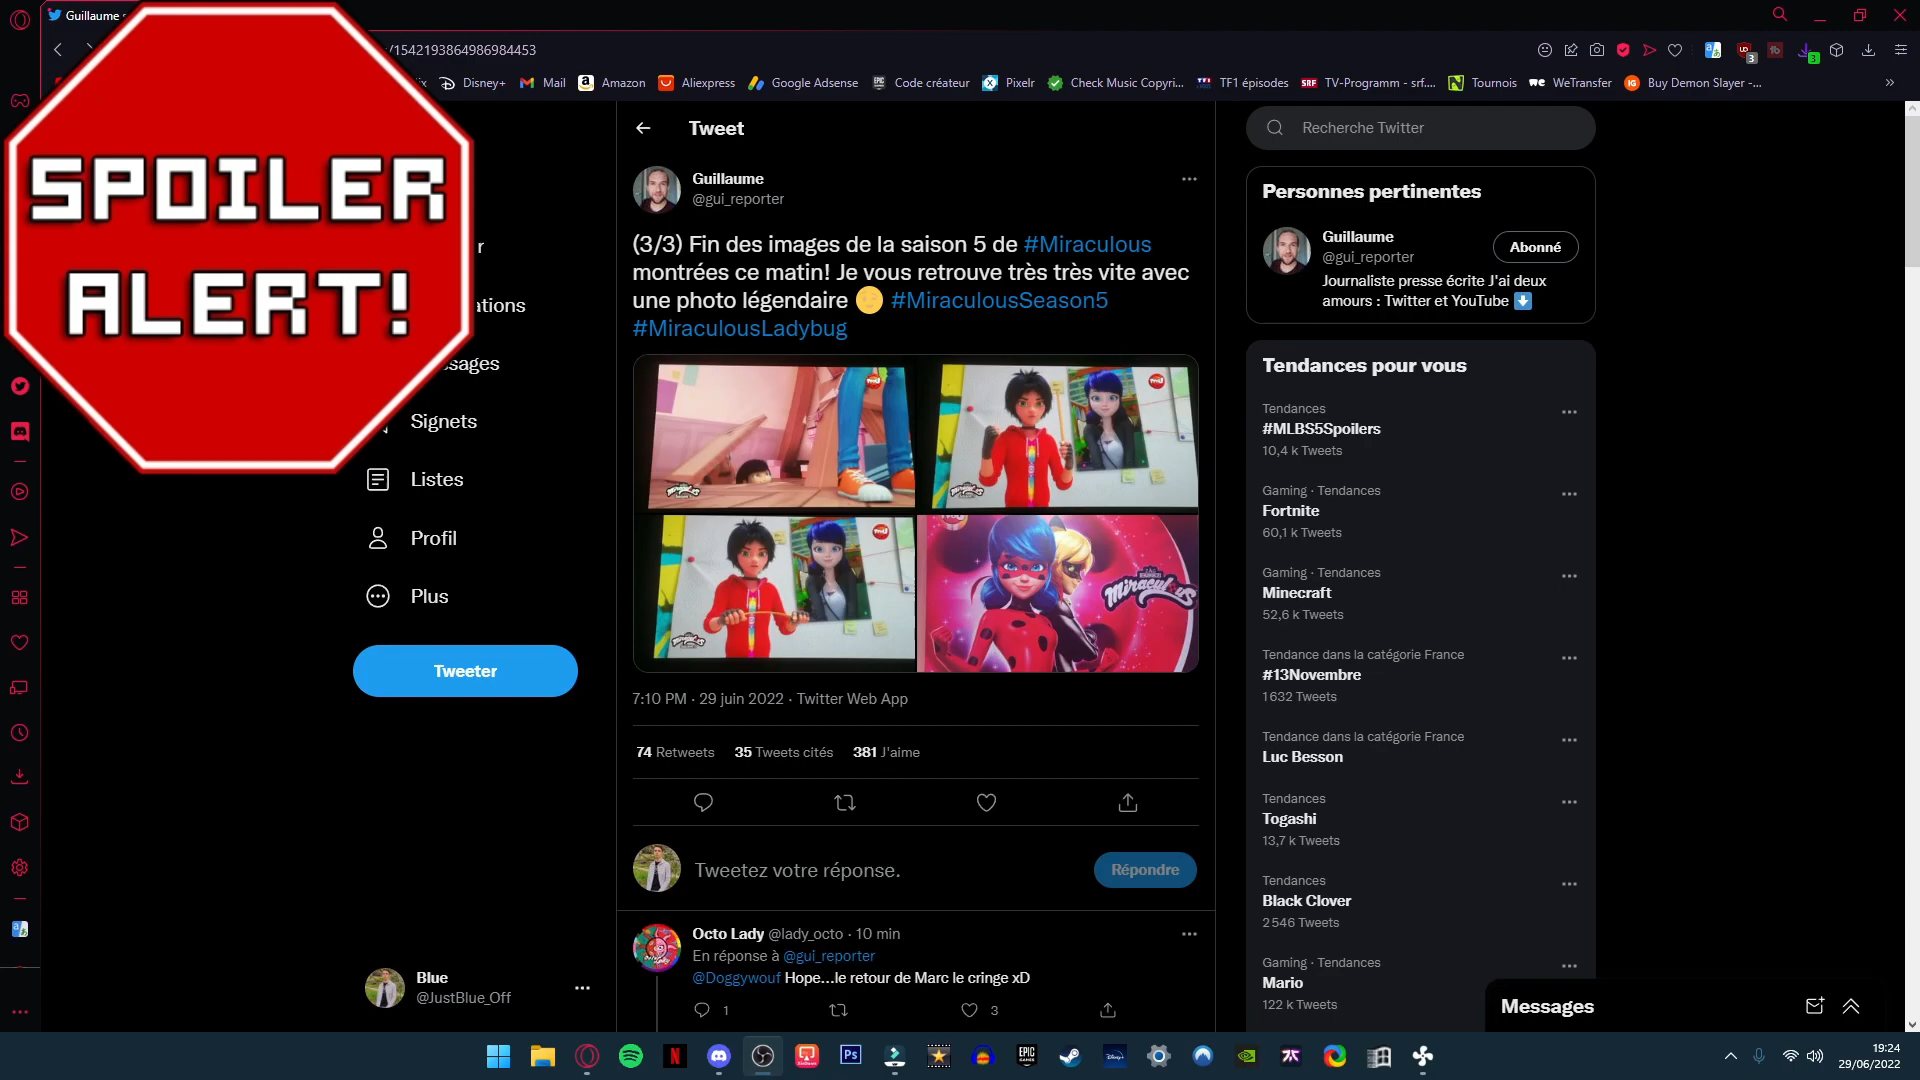 Guillaume
SPOILER
ALERT!
/1542193864986984453
Disney+
Mail
Amazon
Aliexpress
Google Adsense
Code créateur
Pixelr
Check Music Copyri...
TF1 épisodes
TV-Programm - srf....
Tournois
WeTransfer
Buy Demon Slayer -...
Tweet
Guillaume
@gui_reporter
(3/3) Fin des images de la saison 5 de #Miraculous
montrées ce matin! Je vous retrouve très très vite avec
une photo légendaire #MiraculousSeason5
#MiraculousLadybug
Miraculous
7:10 PM · 29 juin 2022 · Twitter Web App
74 Retweets 35 Tweets cités 381 J'aime
Tweetez votre réponse.
Répondre
Octo Lady @lady_octo · 10 min
En réponse à @gui_reporter
@Doggywouf Hope...le retour de Marc le cringe xD
1
3
Signets
Listes
Profil
Plus
Tweeter
Blue
@JustBlue_Off
Recherche Twitter
Personnes pertinentes
Guillaume
@gui_reporter
Abonné
Journaliste presse écrite J'ai deux
amours : Twitter et YouTube
Tendances pour vous
Tendances
#MLBS5Spoilers
10,4 k Tweets
Gaming · Tendances
Fortnite
60,1 k Tweets
Gaming · Tendances
Minecraft
52,6 k Tweets
Tendance dans la catégorie France
#13Novembre
1 632 Tweets
Tendance dans la catégorie France
Luc Besson
Tendances
Togashi
13,7 k Tweets
Tendances
Black Clover
2 546 Tweets
Gaming · Tendances
Mario
122 k Tweets
Messages
19:24
29/06/2022